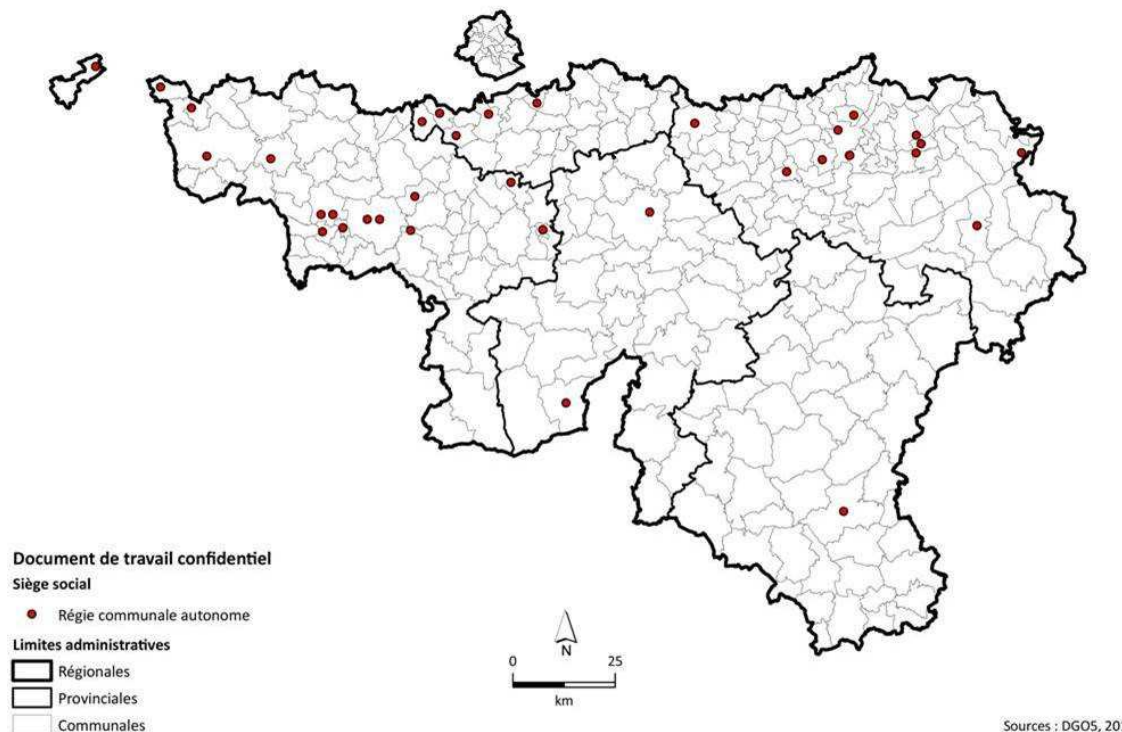 Document de travail confidentiel
Siège social
Régie communale autonome
Limites administratives
Régionales
Provinciales
Communales
N
0 25
km
Sources : DGO5, 201